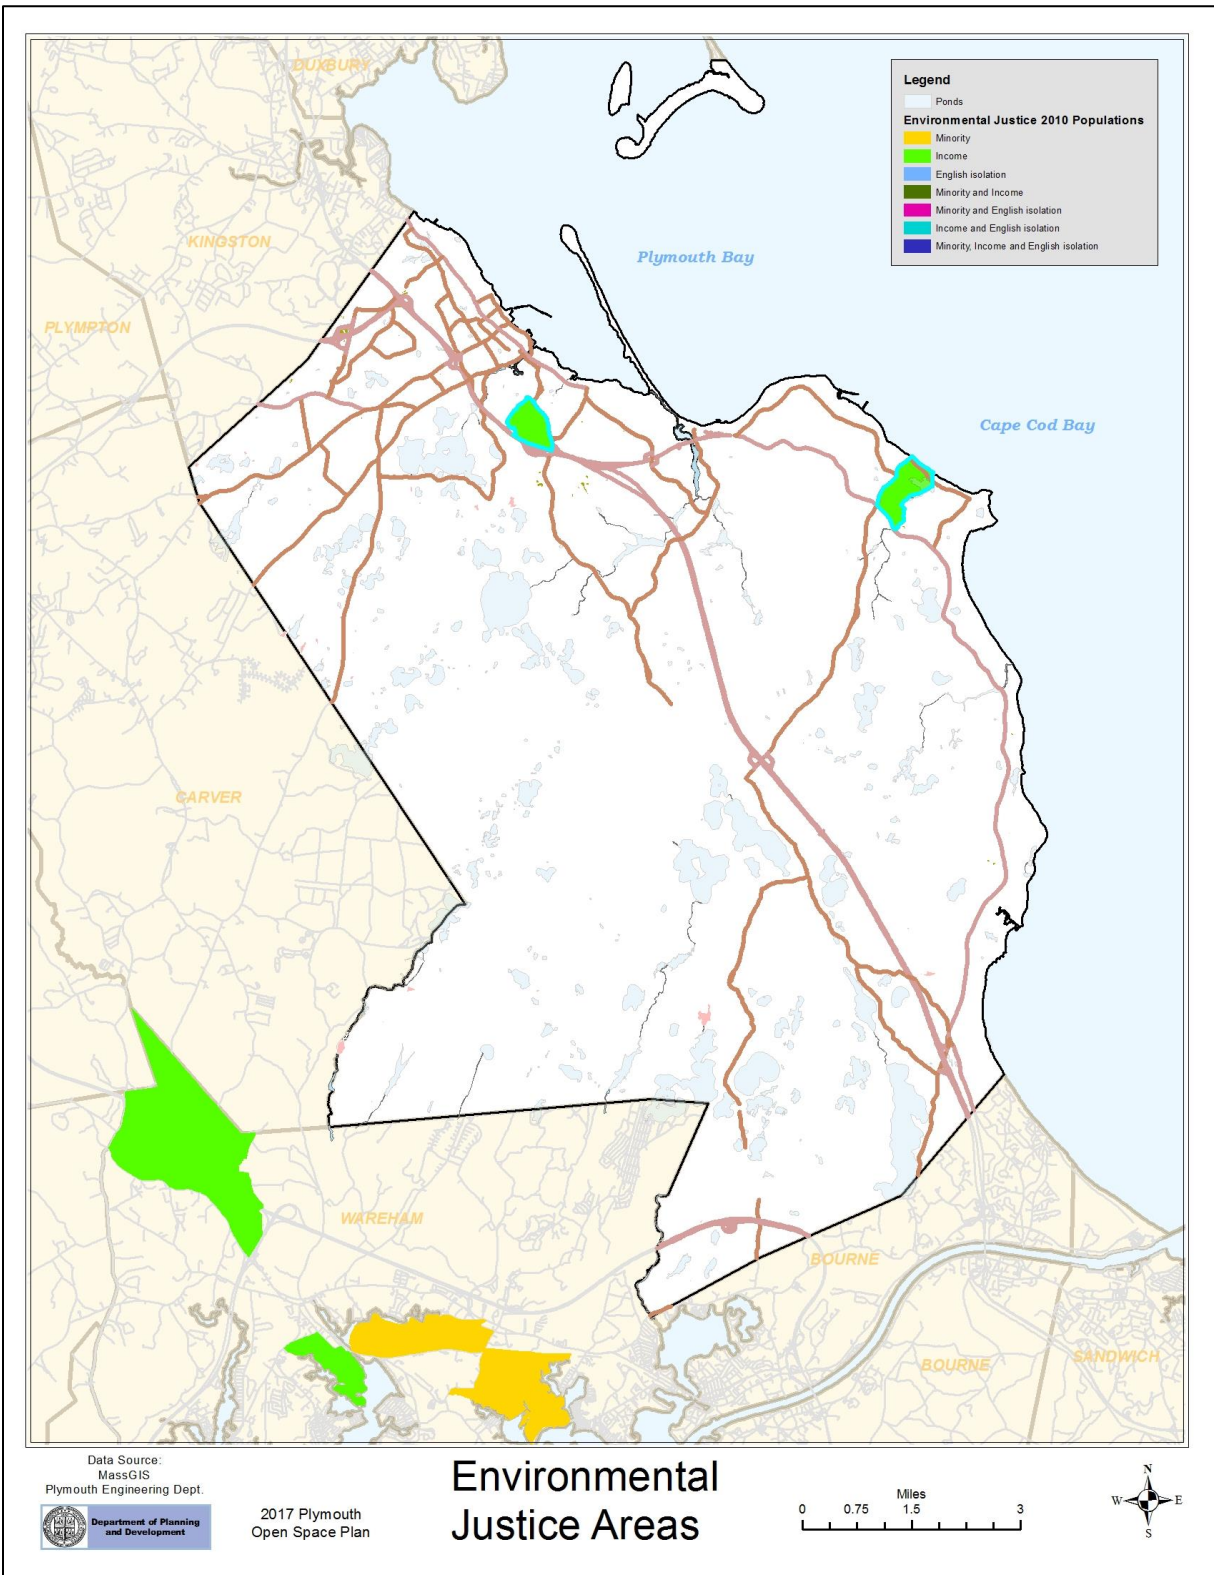 DUXBURY
KINGSTON
PLYMPTON
Plymouth Bay
Cape Cod Bay
CARVER
WAREHAM
BOURNE
BOURNE
SANDWICH
Legend
Ponds
Environmental Justice 2010 Populations
Minority
Income
English isolation
Minority and Income
Minority and English isolation
Income and English isolation
Minority, Income and English isolation
Data Source:
MassGIS
Plymouth Engineering Dept.
Department of Planning
and Development
2017 Plymouth
Open Space Plan
Environmental
Justice Areas
Miles
0 0.75 1.5 3
N
W E
S